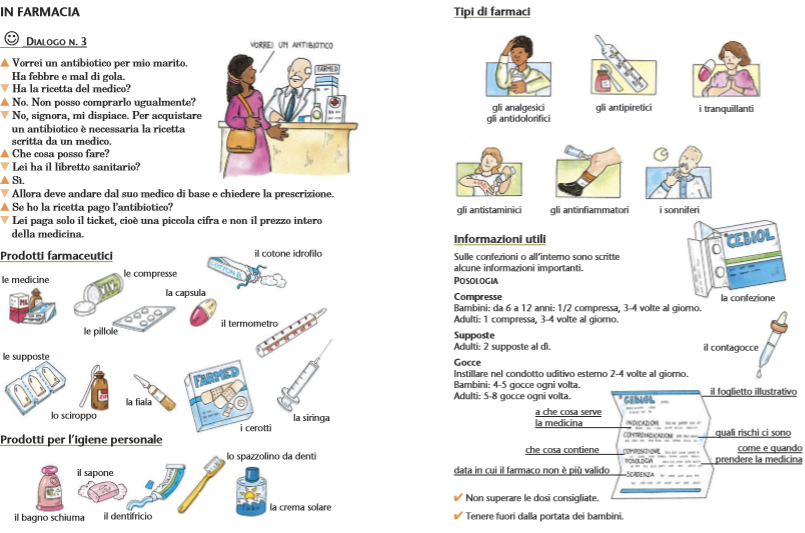 IN FARMACIA
DIALOGO N. 3
▲ Vorrei un antibiotico per mio marito.
Ha febbre e mal di gola.
▼ Ha la ricetta del medico?
▲ No. Non posso comprarlo ugualmente?
▼ No, signora, mi dispiace. Per acquistare
un antibiotico è necessaria la ricetta
scritta da un medico.
▲ Che cosa posso fare?
▼ Lei ha il libretto sanitario?
▲ Sì.
▼ Allora deve andare dal suo medico di base e chiedere la prescrizione.
▲ Se ho la ricetta pago l'antibiotico?
▼ Lei paga solo il ticket, cioè una piccola cifra e non il prezzo intero
della medicina.
VORREI UN ANTIBIOTICO
FARMED
Prodotti farmaceutici
il cotone idrofilo
COTTON
le medicine
le compresse
la capsula
le pillole
il termometro
le supposte
FARMED
lo sciroppo
la fiala
i cerotti
la siringa
Prodotti per l'igiene personale
lo spazzolino da denti
il sapone
la crema solare
il bagno schiuma
il dentifricio
Tipi di farmaci
gli analgesici
gli antidolorifici
gli antipiretici
i tranquillanti
gli antistaminici
gli antinfiammatori
i sonniferi
Informazioni utili
Sulle confezioni o all'interno sono scritte
alcune informazioni importanti.
POSOLOGIA
Compresse
Bambini: da 6 a 12 anni: 1/2 compressa, 3-4 volte al giorno.
Adulti: 1 compressa, 3-4 volte al giorno.
Supposte
Adulti: 2 supposte al dì.
Gocce
Instillare nel condotto uditivo esterno 2-4 volte al giorno.
Bambini: 4-5 gocce ogni volta.
Adulti: 5-8 gocce ogni volta.
CEBIOL
la confezione
il contagocce
il foglietto illustrativo
CEBIOL
a che cosa serve
la medicina
INDICAZIONI
CONTROINDICAZIONI
quali rischi ci sono
che cosa contiene
COMPOSIZIONE
POSOLOGIA
come e quando
prendere la medicina
data in cui il farmaco non è più valido
SCADENZA
✔ Non superare le dosi consigliate.
✔ Tenere fuori dalla portata dei bambini.